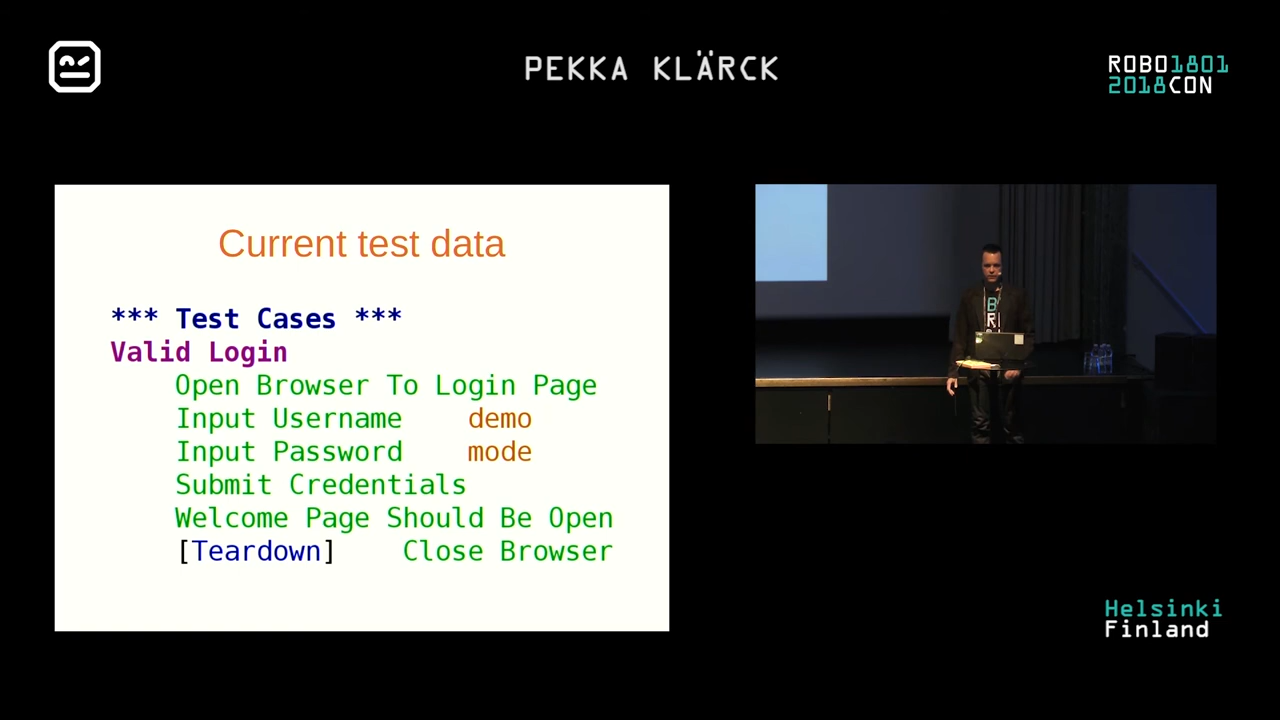 PEKKA KLÄRCK
ROBO1801
2018CON
Current test data
*** Test Cases ***
Valid Login
Open Browser To Login Page
Input Username    demo
Input Password    mode
Submit Credentials
Welcome Page Should Be Open
[Teardown]    Close Browser
Helsinki
Finland